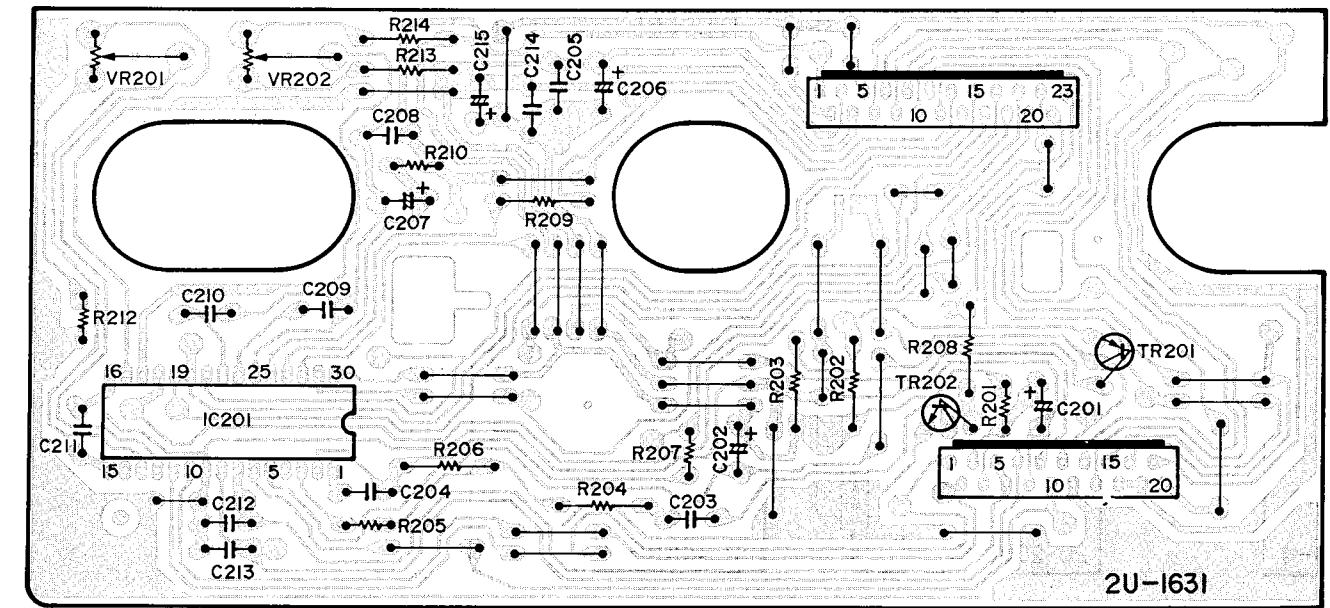 R214
C215
C214
C205
VR201
VR202
R213
C206
1 5 15 23
10 20
C208
R210
C207
R209
C210
C209
R212
R208
TR201
R203
R202
TR202
R201
C201
16 19 25 30
IC201
C211
15 10 5 1
R206
R207
C202
1 5 15
10 20
C204
R204
C203
C212
R205
C213
2U-1631